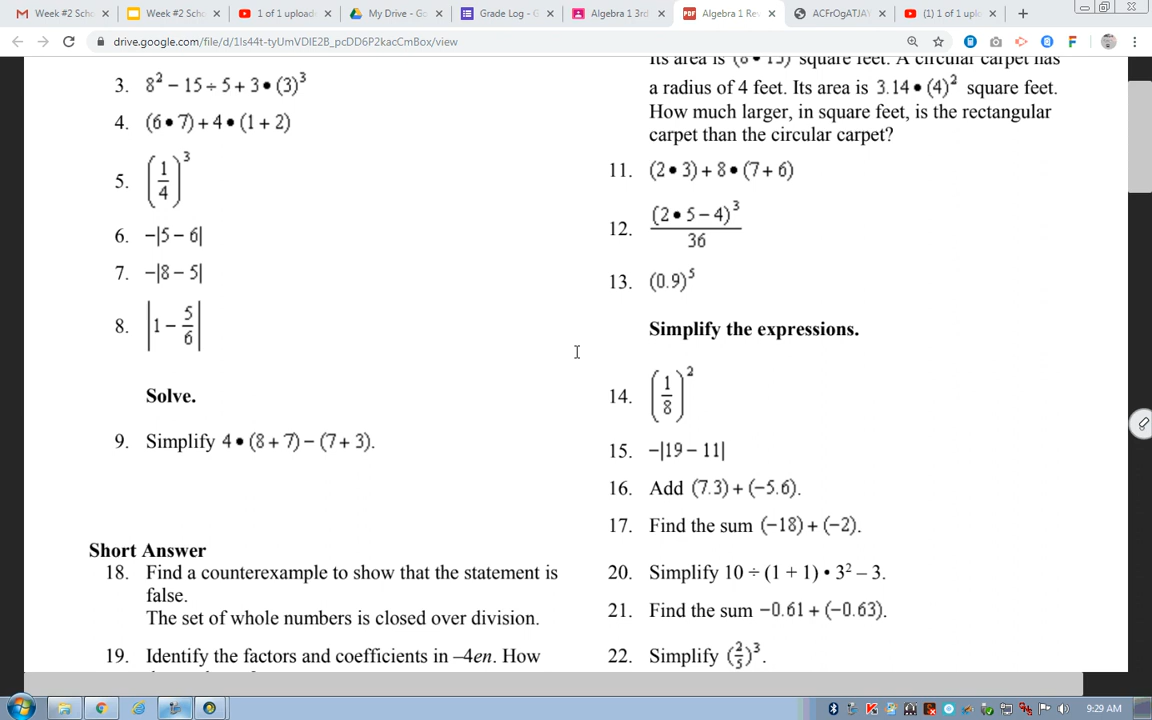 Week #2 Scho
Week #2 Scho
1 of 1 upload
My Drive - Go
Grade Log - G
Algebra 1 3rd
Algebra 1 Re
ACFrOgATJAY
(1) 1 of 1 uplo
drive.google.com/file/d/1ls44t-tyUmVDIE2B_pcDD6P2kacCmBox/view
3. 8² − 15 ÷ 5 + 3 • (3)³
4. (6 • 7) + 4 • (1 + 2)
5. (1/4)³
6. −|5 − 6|
7. −|8 − 5|
8. |1 − 5/6|
Solve.
9. Simplify 4 • (8 + 7) − (7 + 3).
Its area is (8 • 15) square feet. A circular carpet has
a radius of 4 feet. Its area is 3.14 • (4)² square feet.
How much larger, in square feet, is the rectangular
carpet than the circular carpet?
11. (2 • 3) + 8 • (7 + 6)
12. (2 • 5 − 4)³/36
13. (0.9)⁵
Simplify the expressions.
14. (1/8)²
15. −|19 − 11|
16. Add (7.3) + (−5.6).
17. Find the sum (−18) + (−2).
Short Answer
18. Find a counterexample to show that the statement is
false.
The set of whole numbers is closed over division.
19. Identify the factors and coefficients in –4en. How
20. Simplify 10 ÷ (1 + 1) • 3² – 3.
21. Find the sum −0.61 + (−0.63).
22. Simplify (2/5)³.
9:29 AM